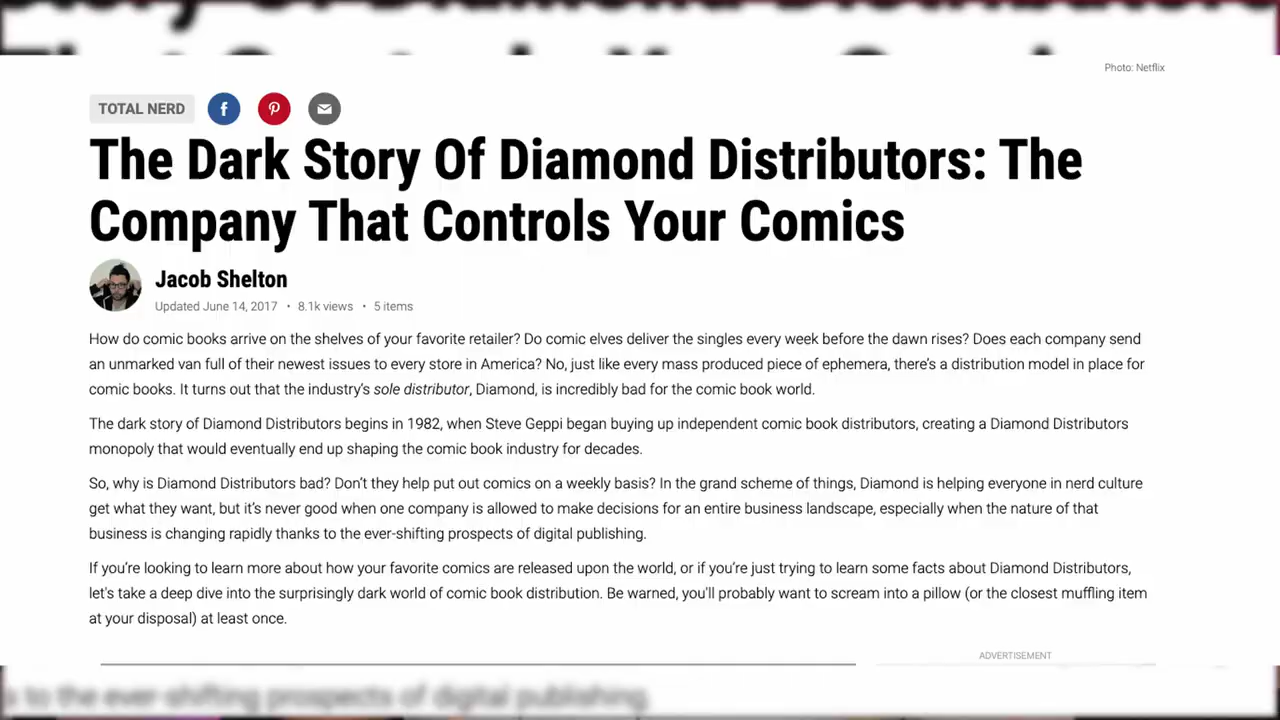 Photo: Netflix
TOTAL NERD
The Dark Story Of Diamond Distributors: The
Company That Controls Your Comics
Jacob Shelton
Updated June 14, 2017 • 8.1k views • 5 items
How do comic books arrive on the shelves of your favorite retailer? Do comic elves deliver the singles every week before the dawn rises? Does each company send
an unmarked van full of their newest issues to every store in America? No, just like every mass produced piece of ephemera, there's a distribution model in place for
comic books. It turns out that the industry's sole distributor, Diamond, is incredibly bad for the comic book world.
The dark story of Diamond Distributors begins in 1982, when Steve Geppi began buying up independent comic book distributors, creating a Diamond Distributors
monopoly that would eventually end up shaping the comic book industry for decades.
So, why is Diamond Distributors bad? Don't they help put out comics on a weekly basis? In the grand scheme of things, Diamond is helping everyone in nerd culture
get what they want, but it's never good when one company is allowed to make decisions for an entire business landscape, especially when the nature of that
business is changing rapidly thanks to the ever-shifting prospects of digital publishing.
If you're looking to learn more about how your favorite comics are released upon the world, or if you're just trying to learn some facts about Diamond Distributors,
let's take a deep dive into the surprisingly dark world of comic book distribution. Be warned, you'll probably want to scream into a pillow (or the closest muffling item
at your disposal) at least once.
ADVERTISEMENT
to the ever-shifting prospects of digital publishing.